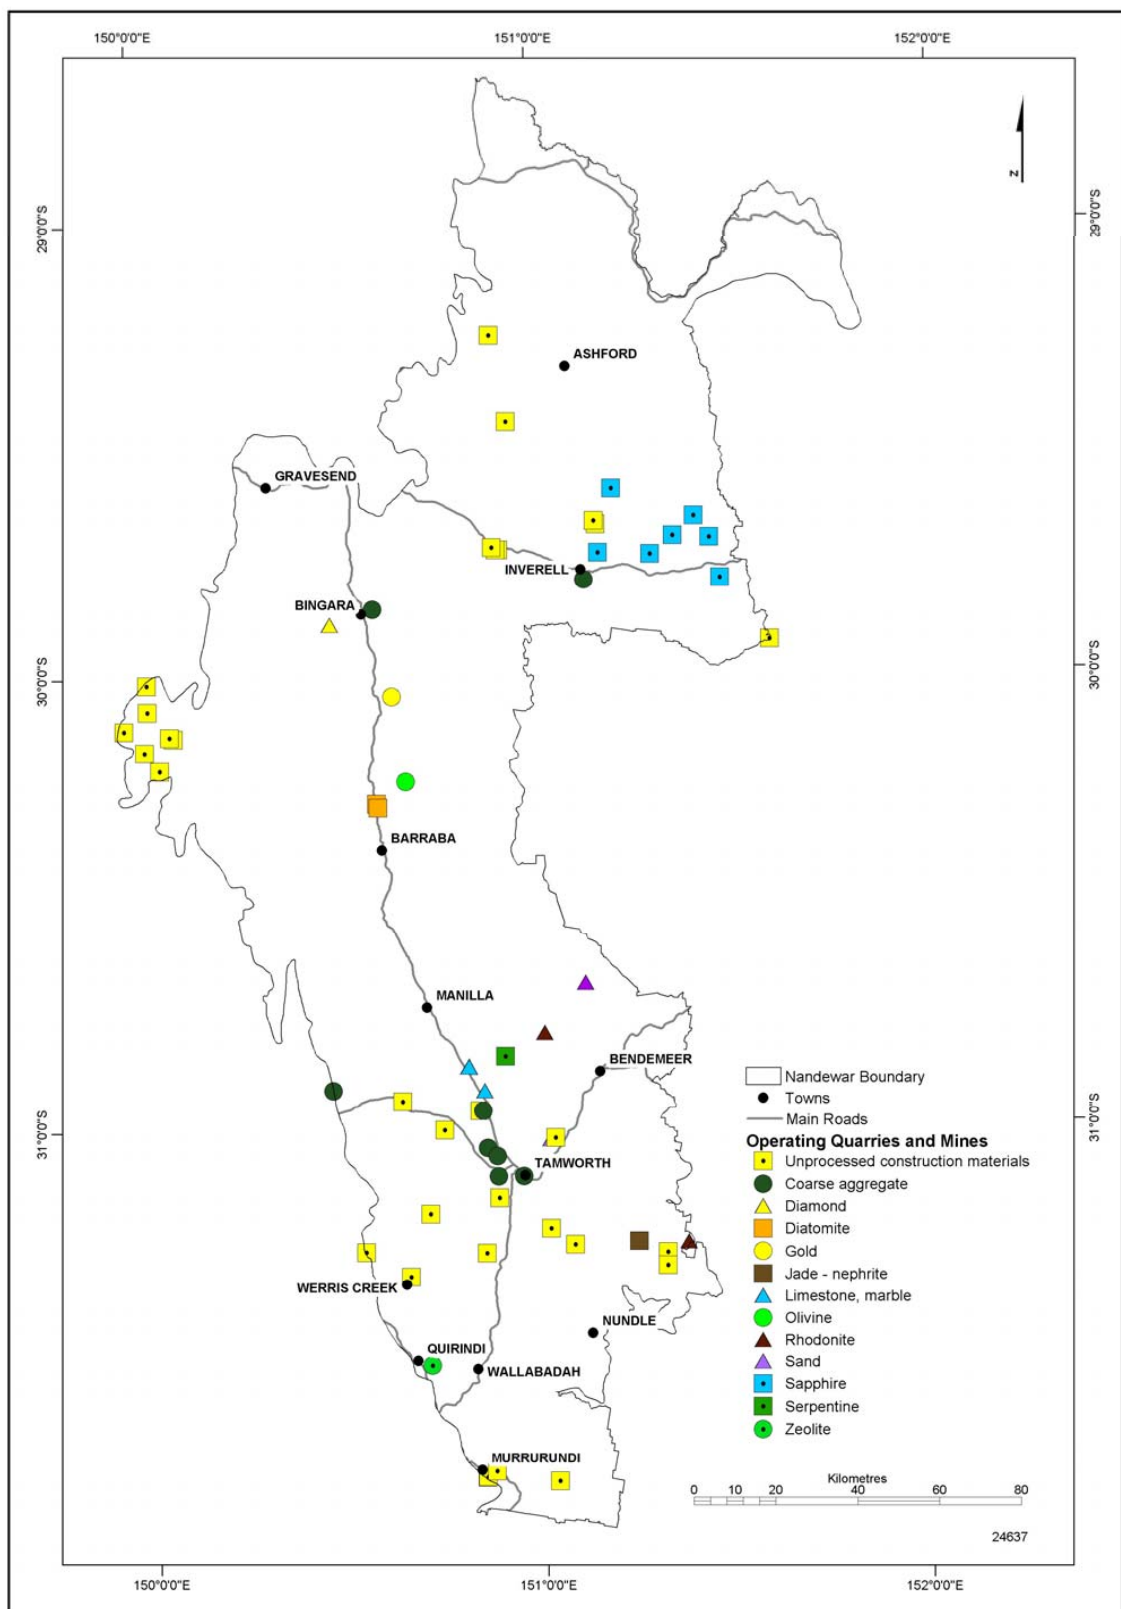 150°0'0"E 151°0'0"E 152°0'0"E
N
29°0'0"S 29°0'0"S
ASHFORD
GRAVESEND
INVERELL
BINGARA
30°0'0"S 30°0'0"S
BARRABA
MANILLA
BENDEMEER
31°0'0"S 31°0'0"S
TAMWORTH
WERRIS CREEK
NUNDLE
QUIRINDI
WALLABADAH
MURRURUNDI
Nandewar Boundary
Towns
Main Roads
Operating Quarries and Mines
Unprocessed construction materials
Coarse aggregate
Diamond
Diatomite
Gold
Jade - nephrite
Limestone, marble
Olivine
Rhodonite
Sand
Sapphire
Serpentine
Zeolite
Kilometres
0 10 20 40 60 80
24637
150°0'0"E 151°0'0"E 152°0'0"E